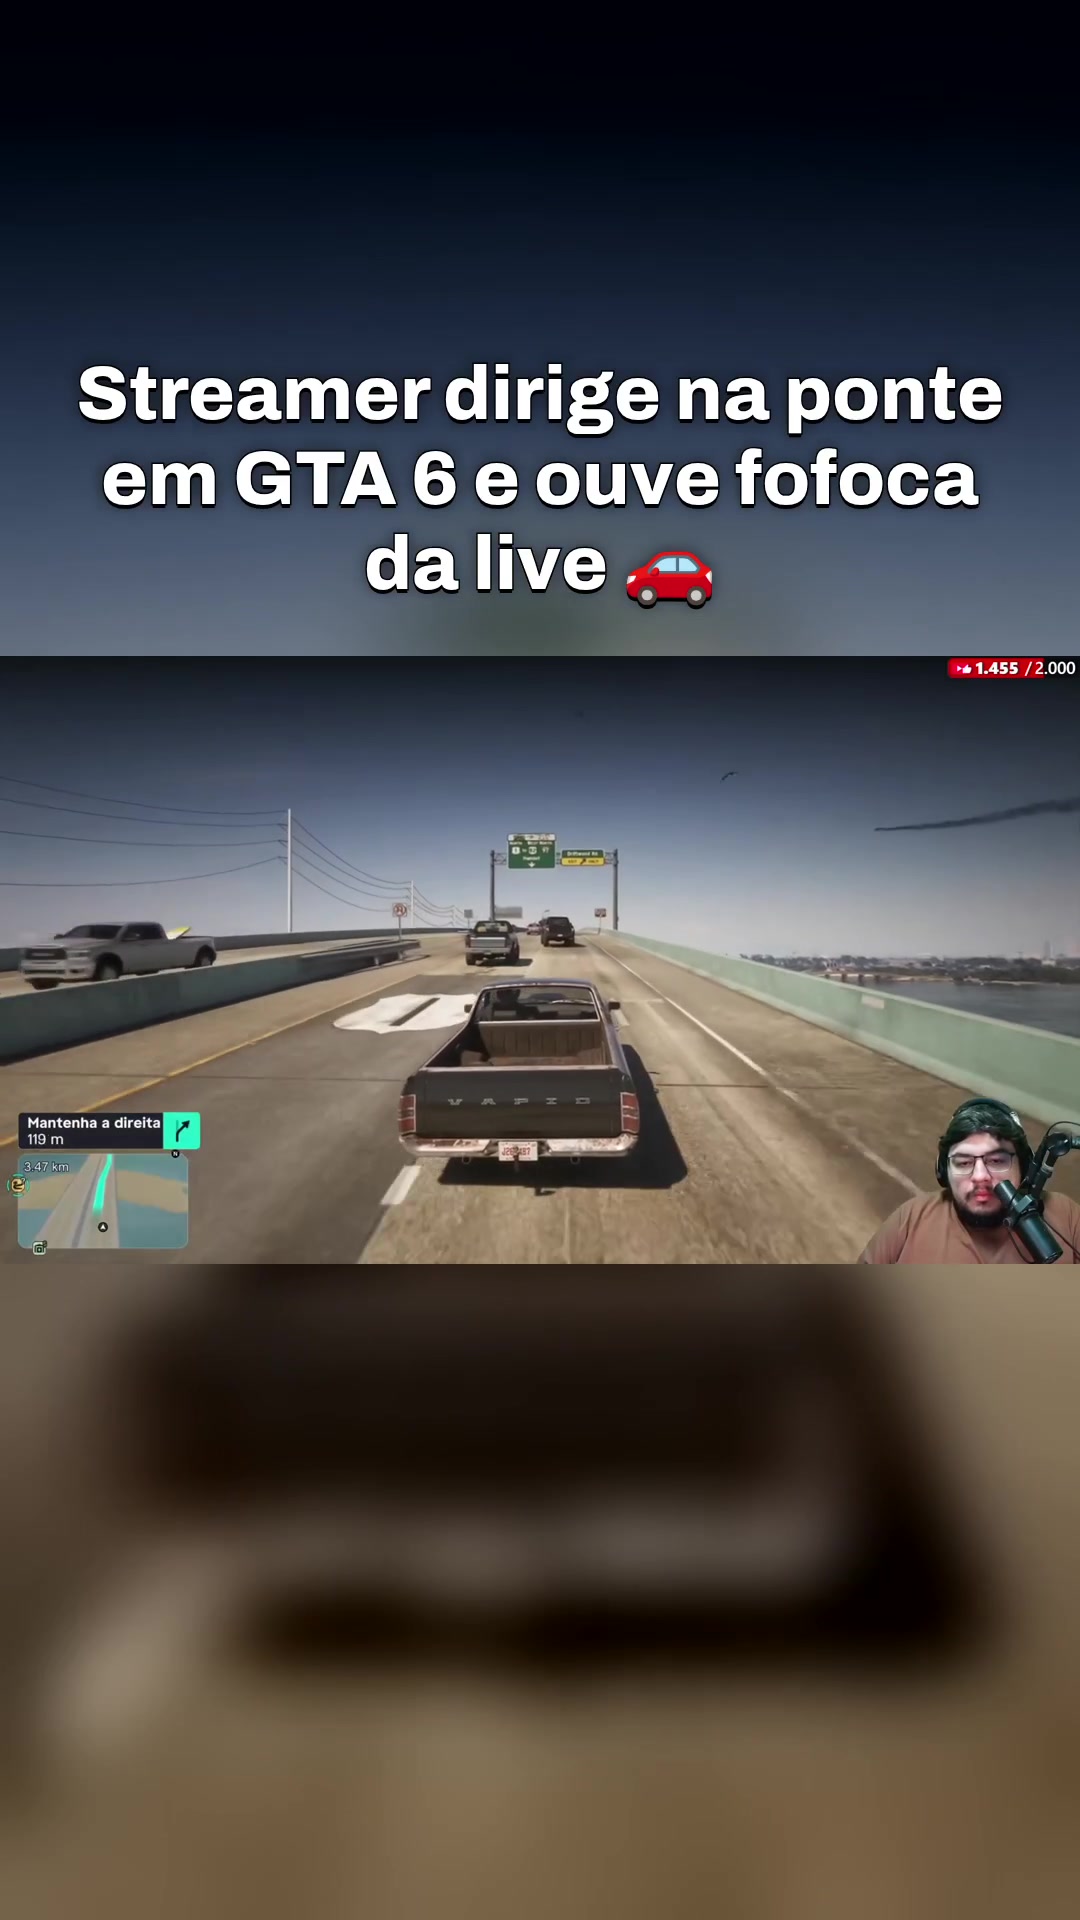 Streamer dirige na ponte
em GTA 6 e ouve fofoca
da live 🚗
1.455 / 2.000
VAPID
Mantenha a direita
119 m
N
3.47 km